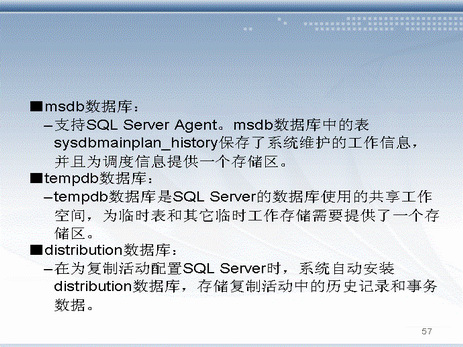 ■msdb数据库：
–支持SQL Server Agent。msdb数据库中的表
sysdbmainplan_history保存了系统维护的工作信息，
并且为调度信息提供一个存储区。
■tempdb数据库：
–tempdb数据库是SQL Server的数据库使用的共享工作
空间，为临时表和其它临时工作存储需要提供了一个存
储区。
■distribution数据库：
–在为复制活动配置SQL Server时，系统自动安装
distribution数据库，存储复制活动中的历史记录和事务
数据。
57